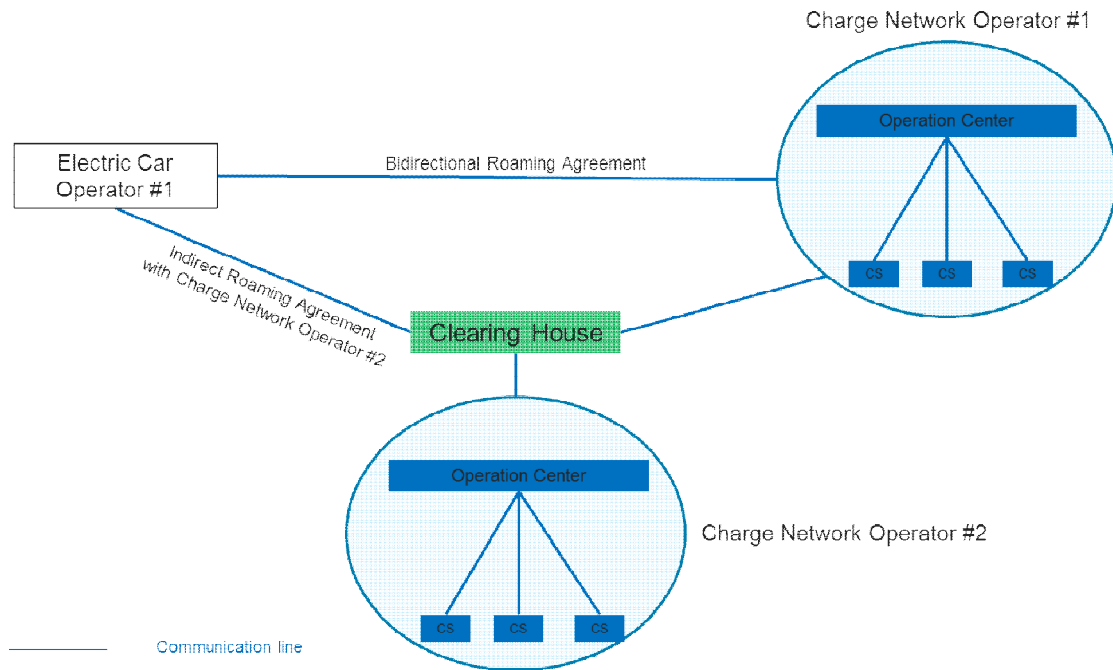 Charge Network Operator #1
Operation Center
Electric Car
Operator #1
Bidirectional Roaming Agreement
CS
CS
CS
Indirect Roaming Agreement
with Charge Network Operator #2
Clearing House
Operation Center
Charge Network Operator #2
CS
CS
CS
Communication line